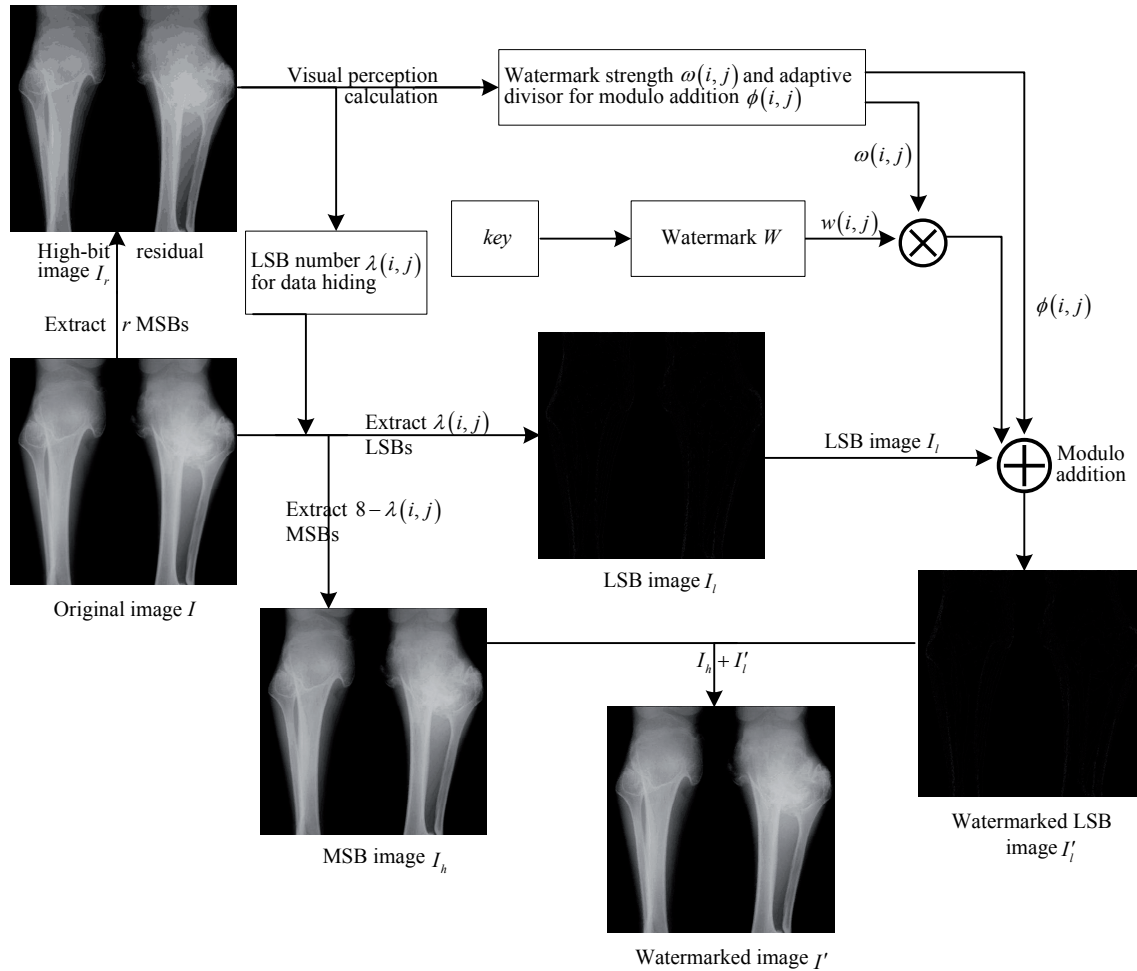 Visual perception
calculation
Watermark strength ω(i, j) and adaptive
divisor for modulo addition ϕ(i, j)
ω(i, j)
key
Watermark W
w(i, j)
High-bit residual
image I_r
LSB number λ(i, j)
for data hiding
ϕ(i, j)
Extract r MSBs
Extract λ(i, j)
LSBs
LSB image I_l
Modulo
addition
Extract 8 − λ(i, j)
MSBs
LSB image I_l
Original image I
I_h + I′_l
MSB image I_h
Watermarked LSB
image I′_l
Watermarked image I′